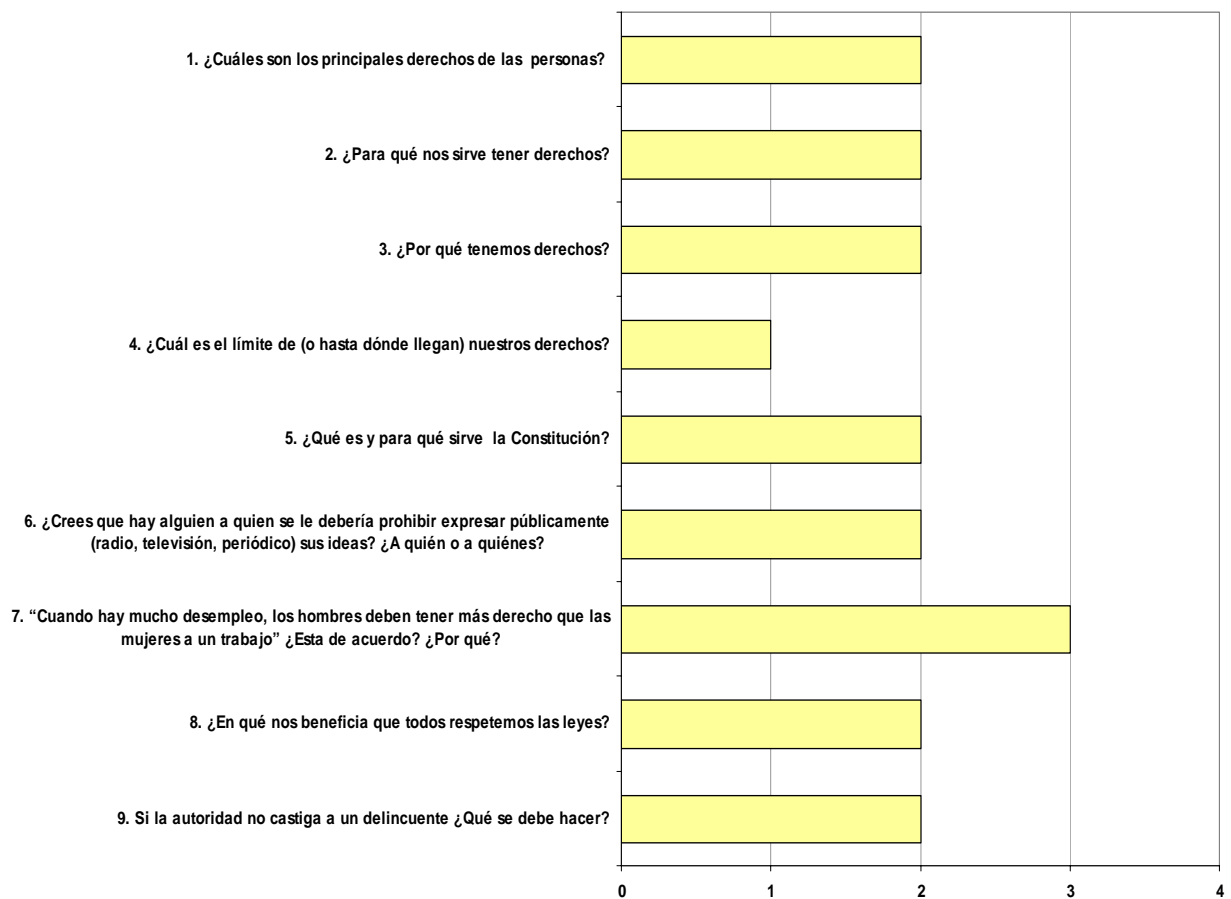 1. ¿Cuáles son los principales derechos de las  personas?
2. ¿Para qué nos sirve tener derechos?
3. ¿Por qué tenemos derechos?
4. ¿Cuál es el límite de (o hasta dónde llegan) nuestros derechos?
5. ¿Qué es y para qué sirve  la Constitución?
6. ¿Crees que hay alguien a quien se le debería prohibir expresar públicamente
(radio, televisión, periódico) sus ideas? ¿A quién o a quiénes?
7. “Cuando hay mucho desempleo, los hombres deben tener más derecho que las
mujeres a un trabajo” ¿Esta de acuerdo? ¿Por qué?
8. ¿En qué nos beneficia que todos respetemos las leyes?
9. Si la autoridad no castiga a un delincuente ¿Qué se debe hacer?
0 1 2 3 4